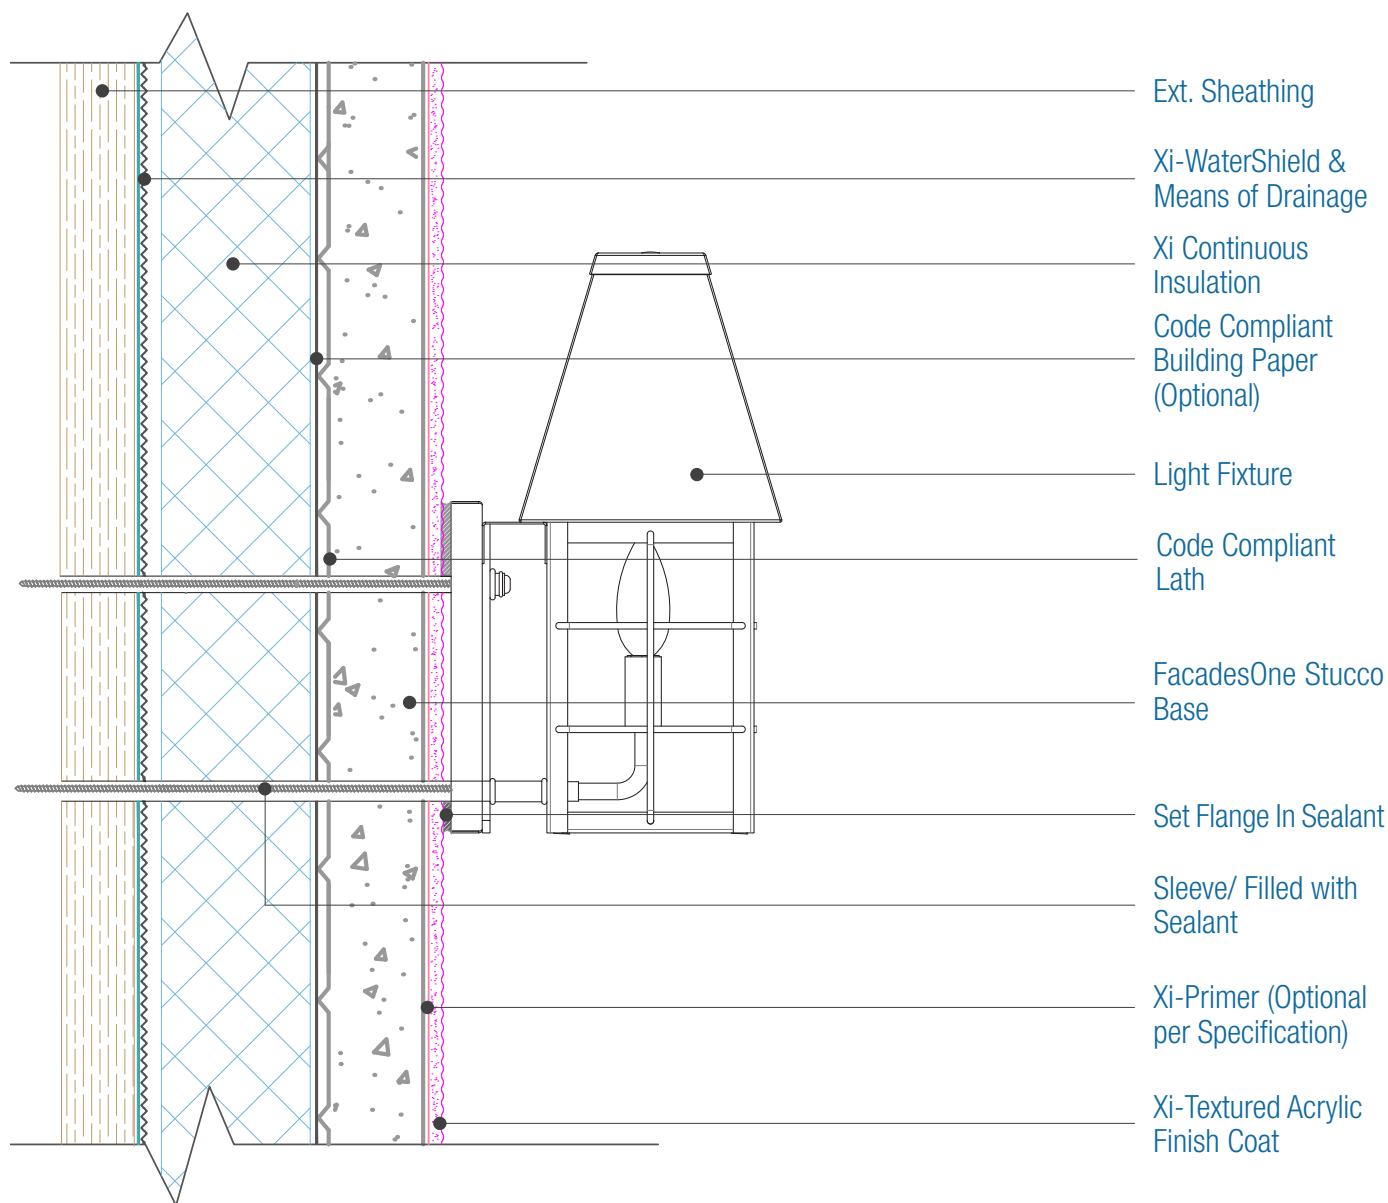 Ext. Sheathing
Xi-WaterShield &
Means of Drainage
Xi Continuous
Insulation
Code Compliant
Building Paper
(Optional)
Light Fixture
Code Compliant
Lath
FacadesOne Stucco
Base
Set Flange In Sealant
Sleeve/ Filled with
Sealant
Xi-Primer (Optional
per Specification)
Xi-Textured Acrylic
Finish Coat